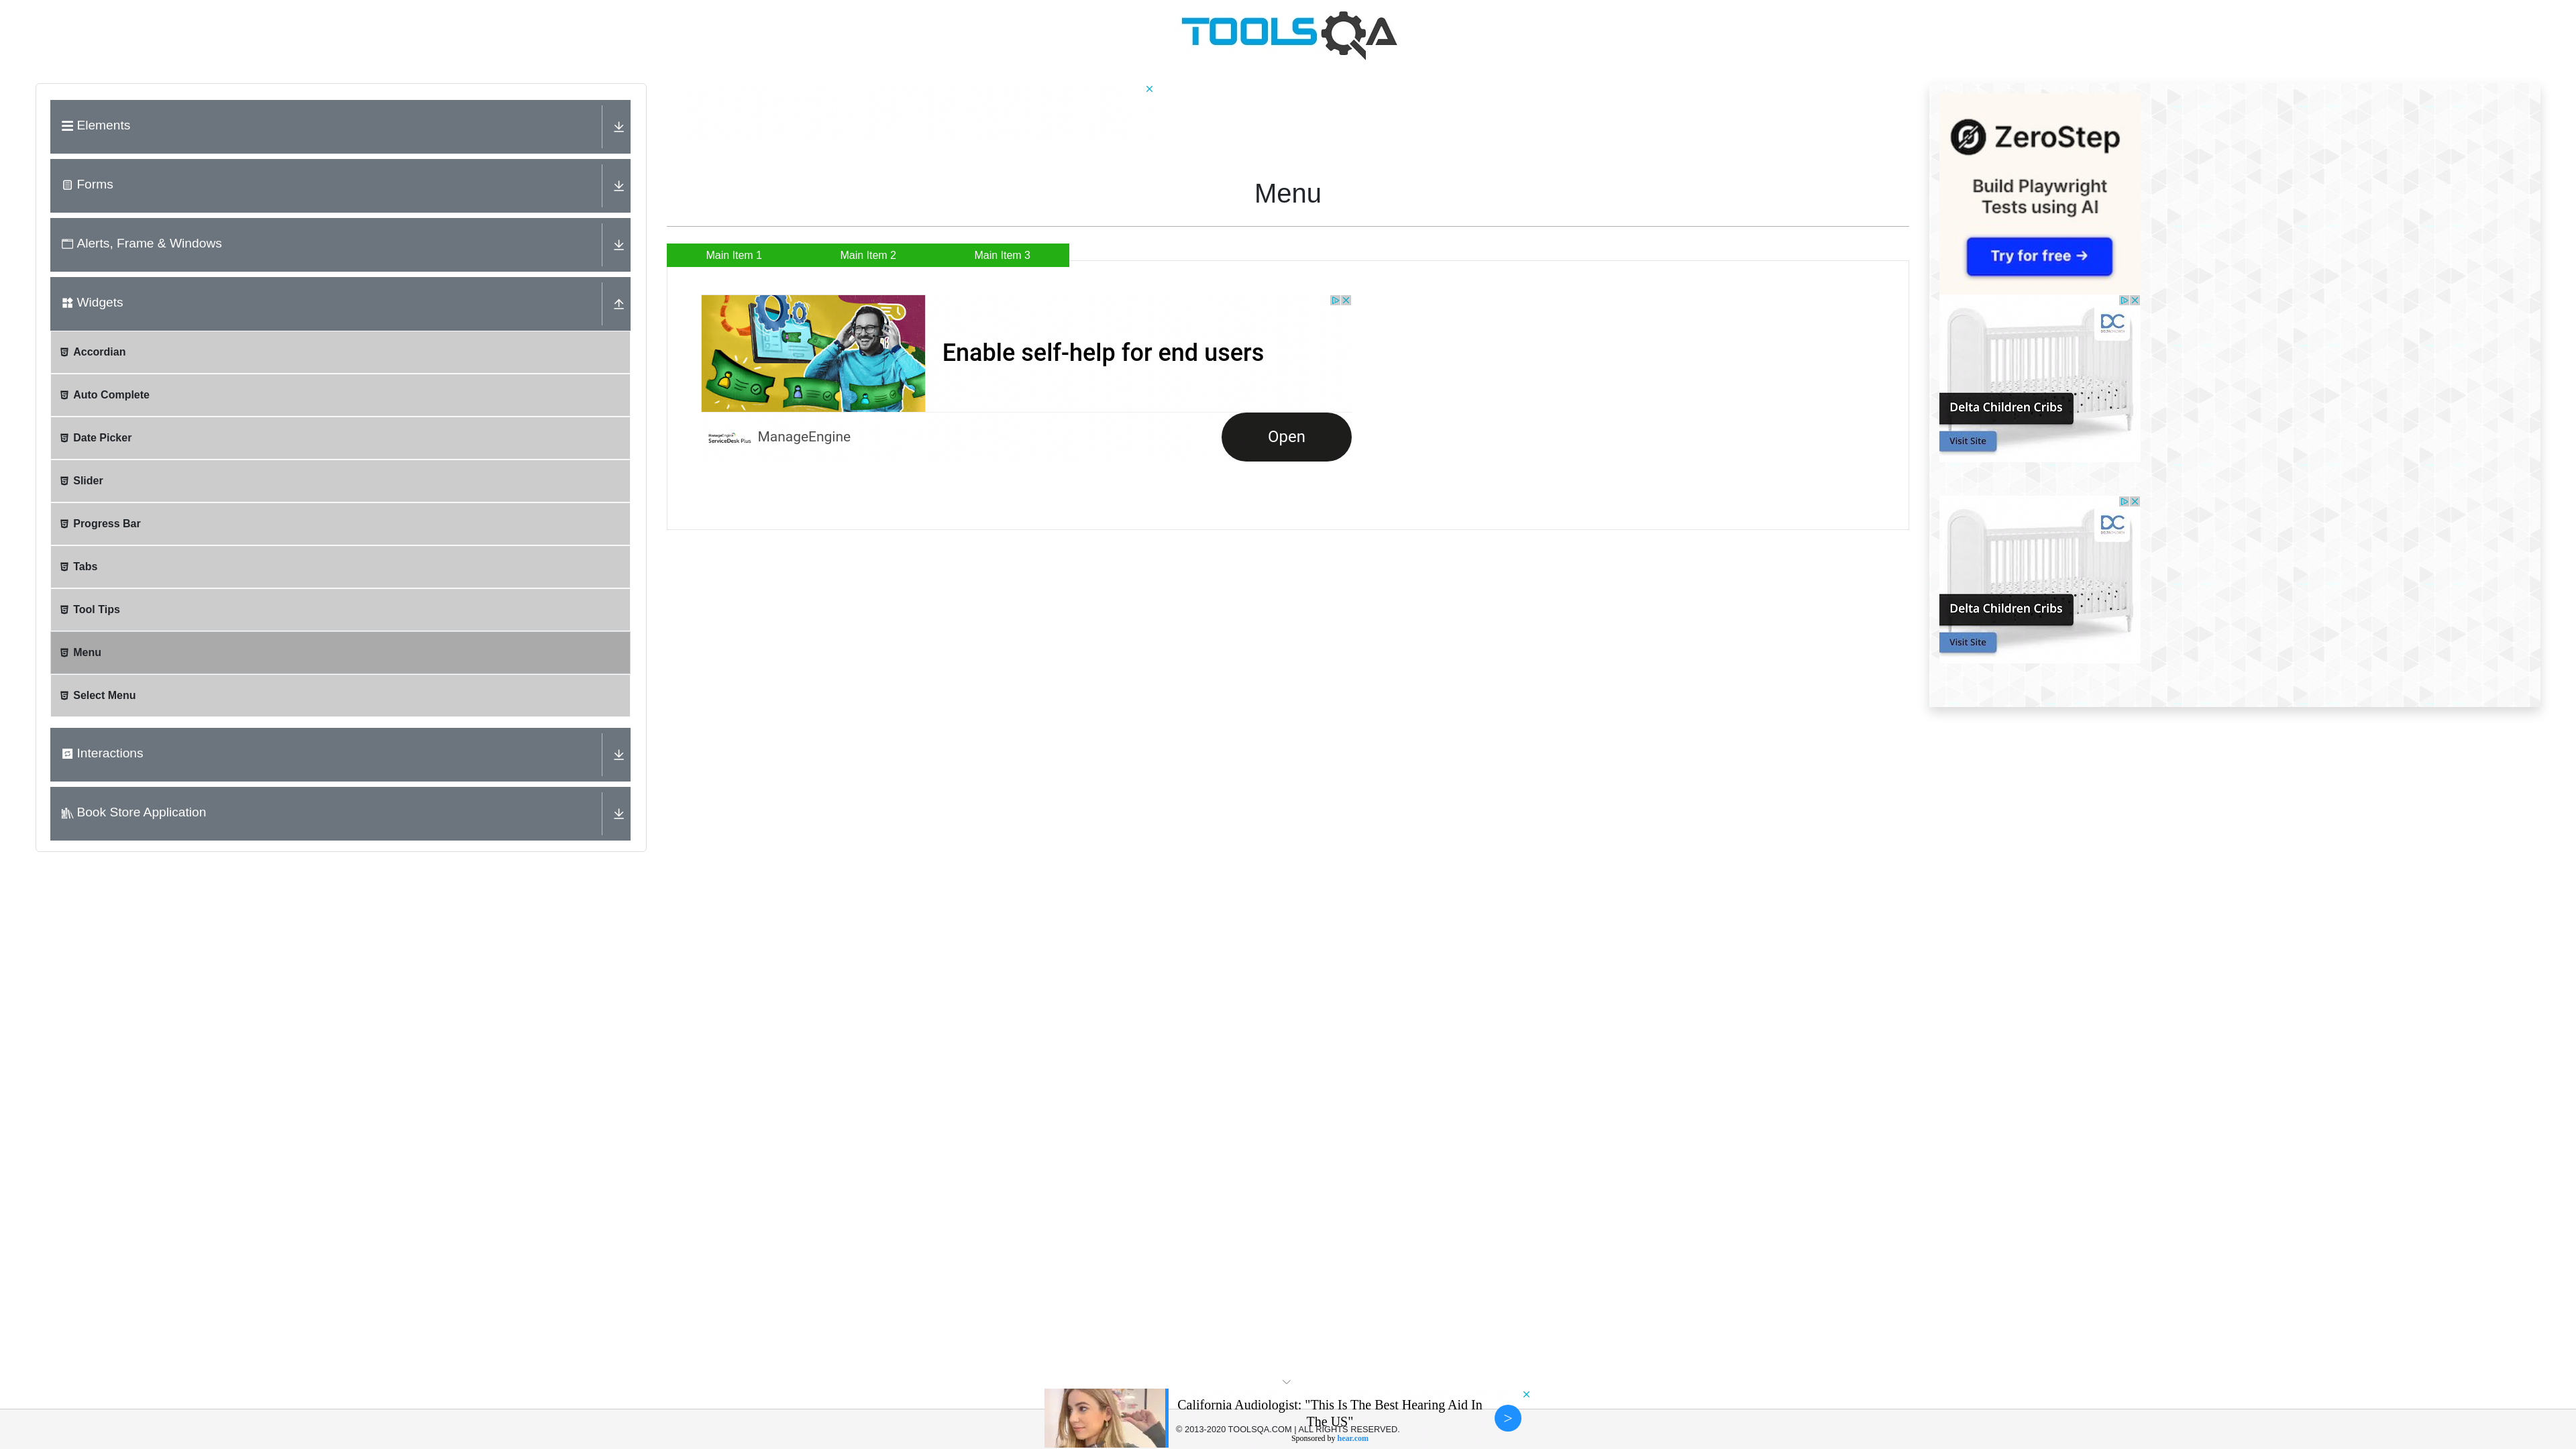 TOOLSQA
Elements
Forms
Alerts, Frame & Windows
Widgets
Accordian
Auto Complete
Date Picker
Slider
Progress Bar
Tabs
Tool Tips
Menu
Select Menu
Interactions
Book Store Application
Menu
Main Item 1
Main Item 2
Main Item 3
Enable self-help for end users
ManageEngine
ServiceDesk Plus
ManageEngine
Open
ZeroStep
Build Playwright
Tests using AI
Try for free →
DC
Delta Children Cribs
Visit Site
DC
Delta Children Cribs
Visit Site
California Audiologist: "This Is The Best Hearing Aid In
The US"
© 2013-2020 TOOLSQA.COM | ALL RIGHTS RESERVED.
Sponsored by hear.com
>